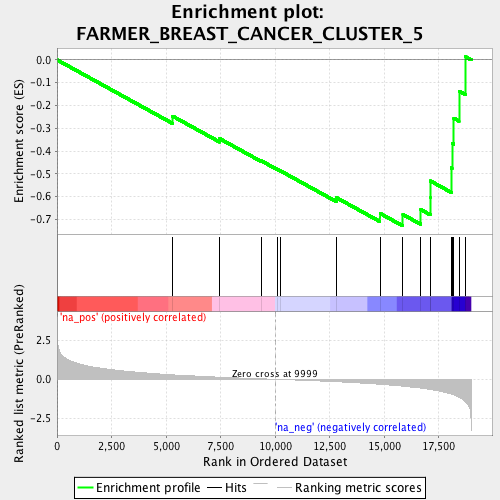 Enrichment plot:
FARMER_BREAST_CANCER_CLUSTER_5
Enrichment score (ES)
0.0
-0.1
-0.2
-0.3
-0.4
-0.5
-0.6
-0.7
'na_pos' (positively correlated)
Ranked list metric (PreRanked)
2.5
0.0
-2.5
Zero cross at 9999
'na_neg' (negatively correlated)
0 2,500 5,000 7,500 10,000 12,500 15,000 17,500
Rank in Ordered Dataset
Enrichment profile Hits Ranking metric scores